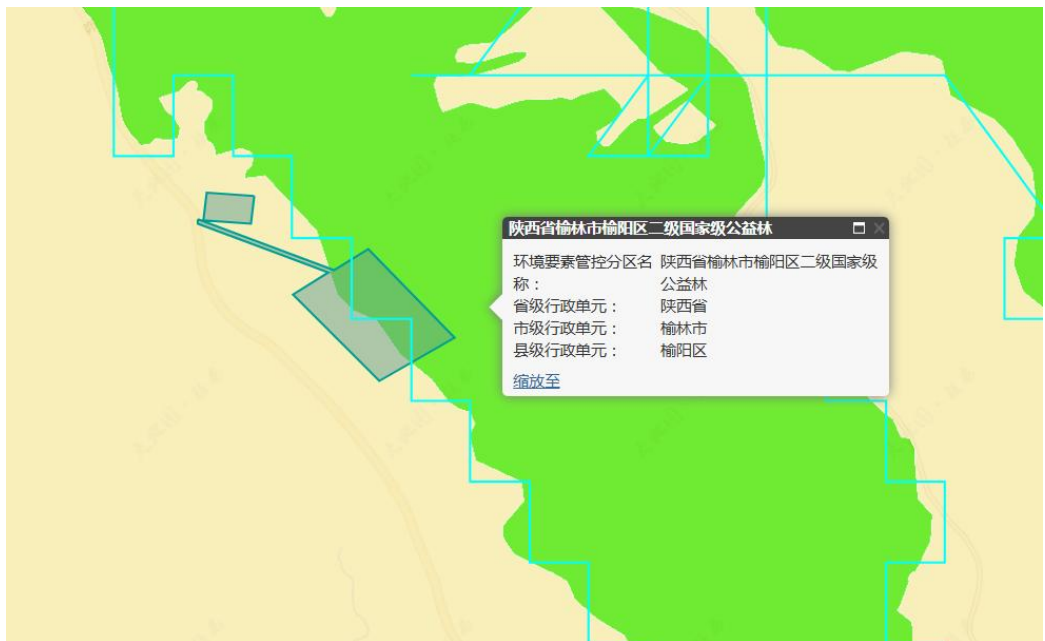 陕西省榆林市榆阳区二级国家级公益林
环境要素管控分区名 陕西省榆林市榆阳区二级国家级
称： 公益林
省级行政单元： 陕西省
市级行政单元： 榆林市
县级行政单元： 榆阳区
缩放至